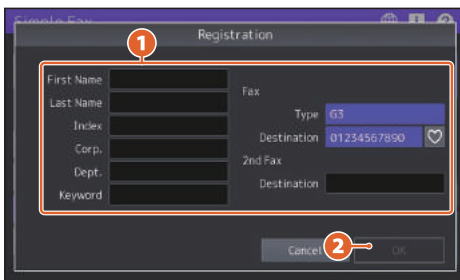 Simple Fax
1
Registration
First Name
Last Name
Index
Corp.
Dept.
Keyword
Fax
Type G3
Destination 01234567890
2nd Fax
Destination
Cancel
2
OK